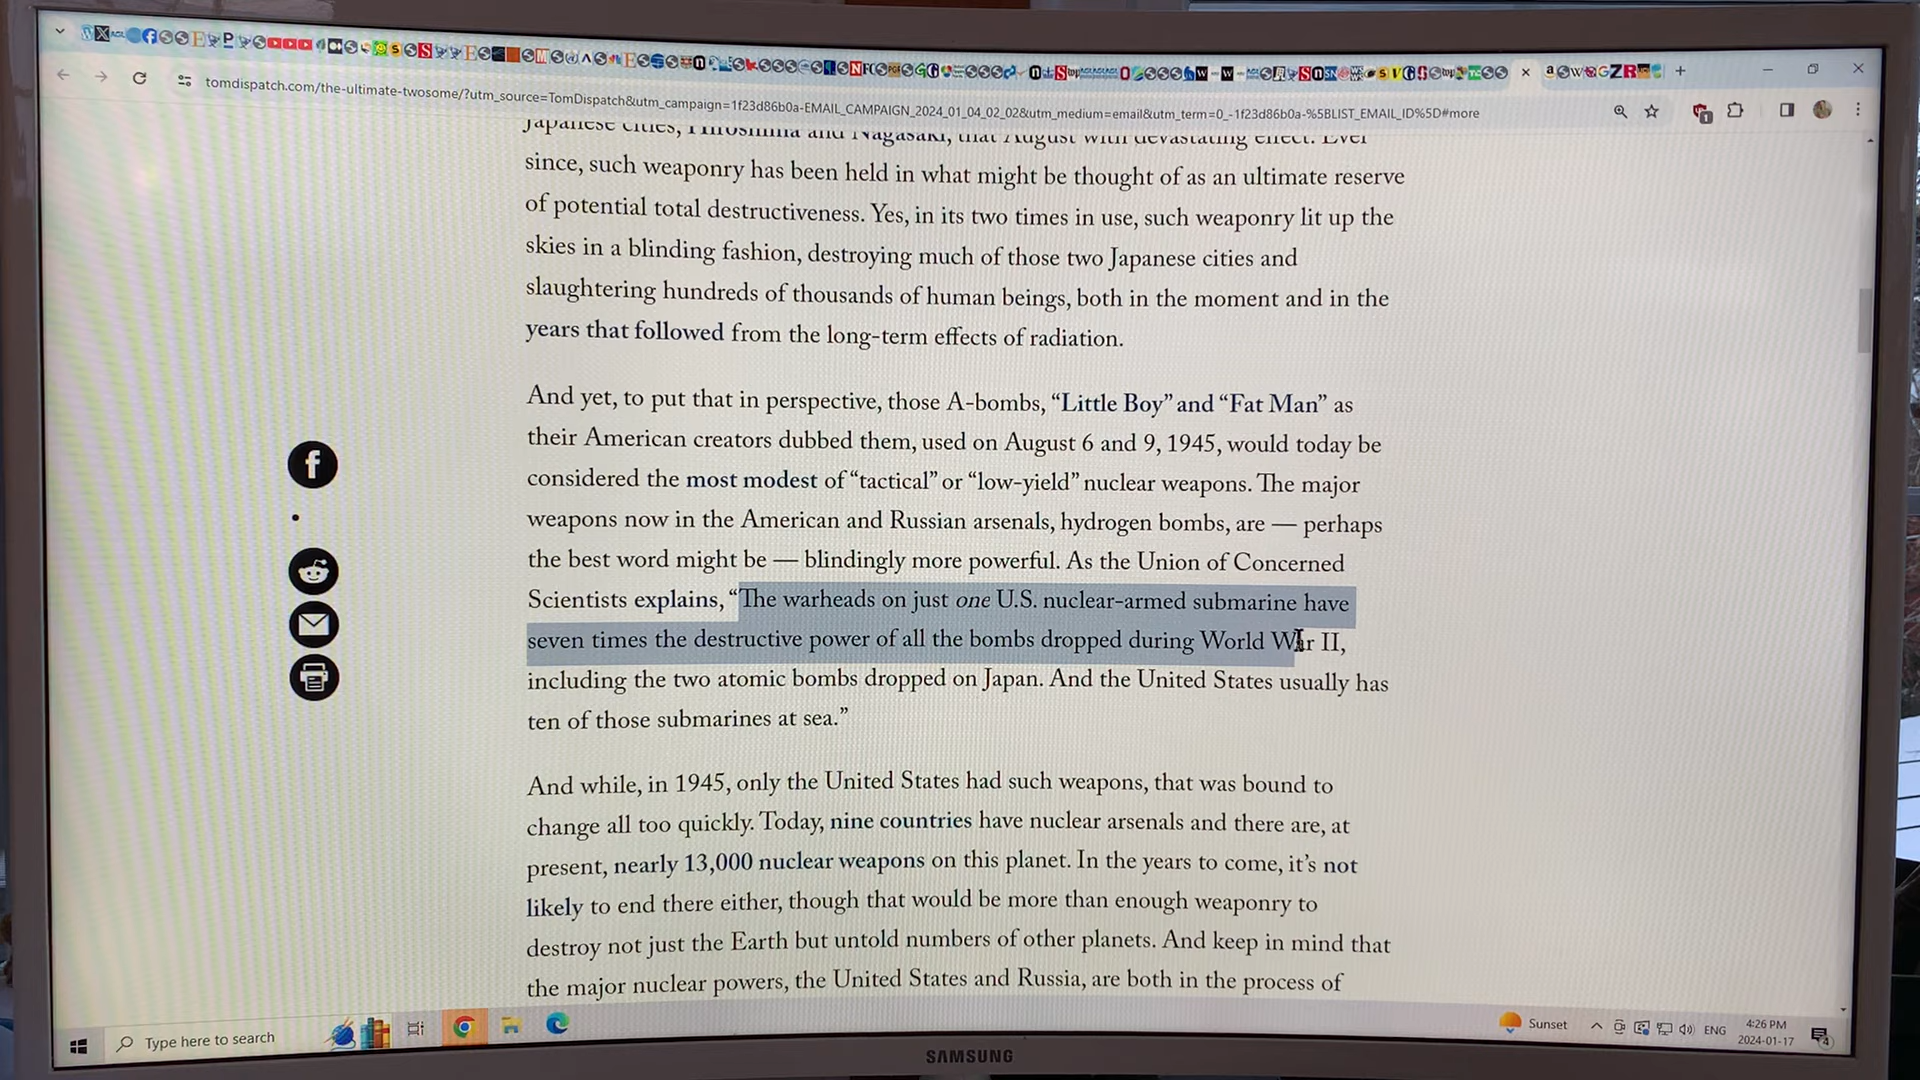 tomdispatch.com/the-ultimate-twosome/?utm_source=TomDispatch&utm_campaign=1f23d86b0a-EMAIL_CAMPAIGN_2024_01_04_02_02&utm_medium=email&utm_term=0_-1f23d86b0a-%5BLIST_EMAIL_ID%5D#more
Japanese cities, Hiroshima and Nagasaki, that August with devastating effect. Ever
since, such weaponry has been held in what might be thought of as an ultimate reserve
of potential total destructiveness. Yes, in its two times in use, such weaponry lit up the
skies in a blinding fashion, destroying much of those two Japanese cities and
slaughtering hundreds of thousands of human beings, both in the moment and in the
years that followed from the long-term effects of radiation.
And yet, to put that in perspective, those A-bombs, “Little Boy” and “Fat Man” as
their American creators dubbed them, used on August 6 and 9, 1945, would today be
considered the most modest of “tactical” or “low-yield” nuclear weapons. The major
weapons now in the American and Russian arsenals, hydrogen bombs, are — perhaps
the best word might be — blindingly more powerful. As the Union of Concerned
Scientists explains, “The warheads on just one U.S. nuclear-armed submarine have
seven times the destructive power of all the bombs dropped during World War II,
including the two atomic bombs dropped on Japan. And the United States usually has
ten of those submarines at sea.”
And while, in 1945, only the United States had such weapons, that was bound to
change all too quickly. Today, nine countries have nuclear arsenals and there are, at
present, nearly 13,000 nuclear weapons on this planet. In the years to come, it’s not
likely to end there either, though that would be more than enough weaponry to
destroy not just the Earth but untold numbers of other planets. And keep in mind that
the major nuclear powers, the United States and Russia, are both in the process of
Type here to search
Sunset
ENG
4:26 PM
2024-01-17
4
SAMSUNG